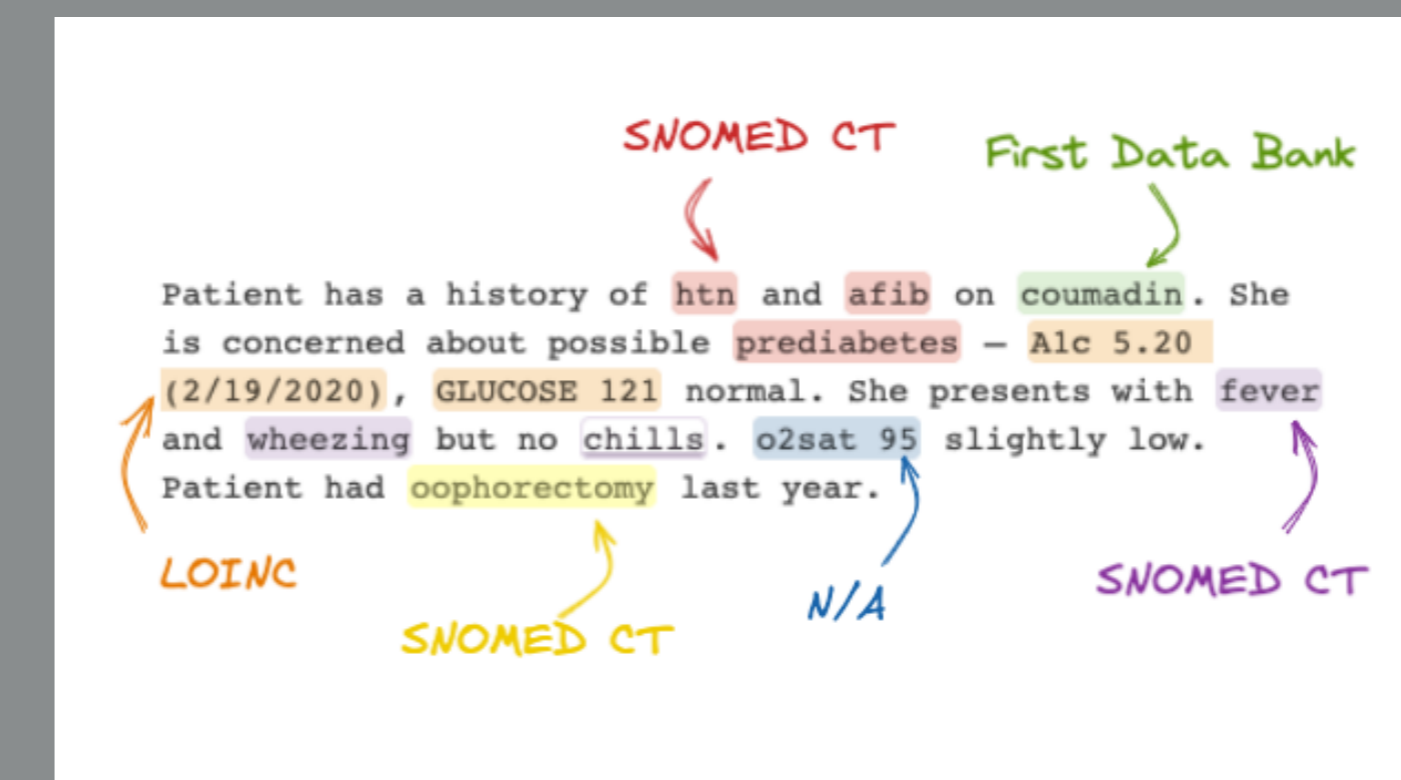 SNOMED CT
First Data Bank
Patient has a history of htn and afib on coumadin. She
is concerned about possible prediabetes — A1c 5.20
(2/19/2020), GLUCOSE 121 normal. She presents with fever
and wheezing but no chills. o2sat 95 slightly low.
Patient had oophorectomy last year.
LOINC
SNOMED CT
N/A
SNOMED CT